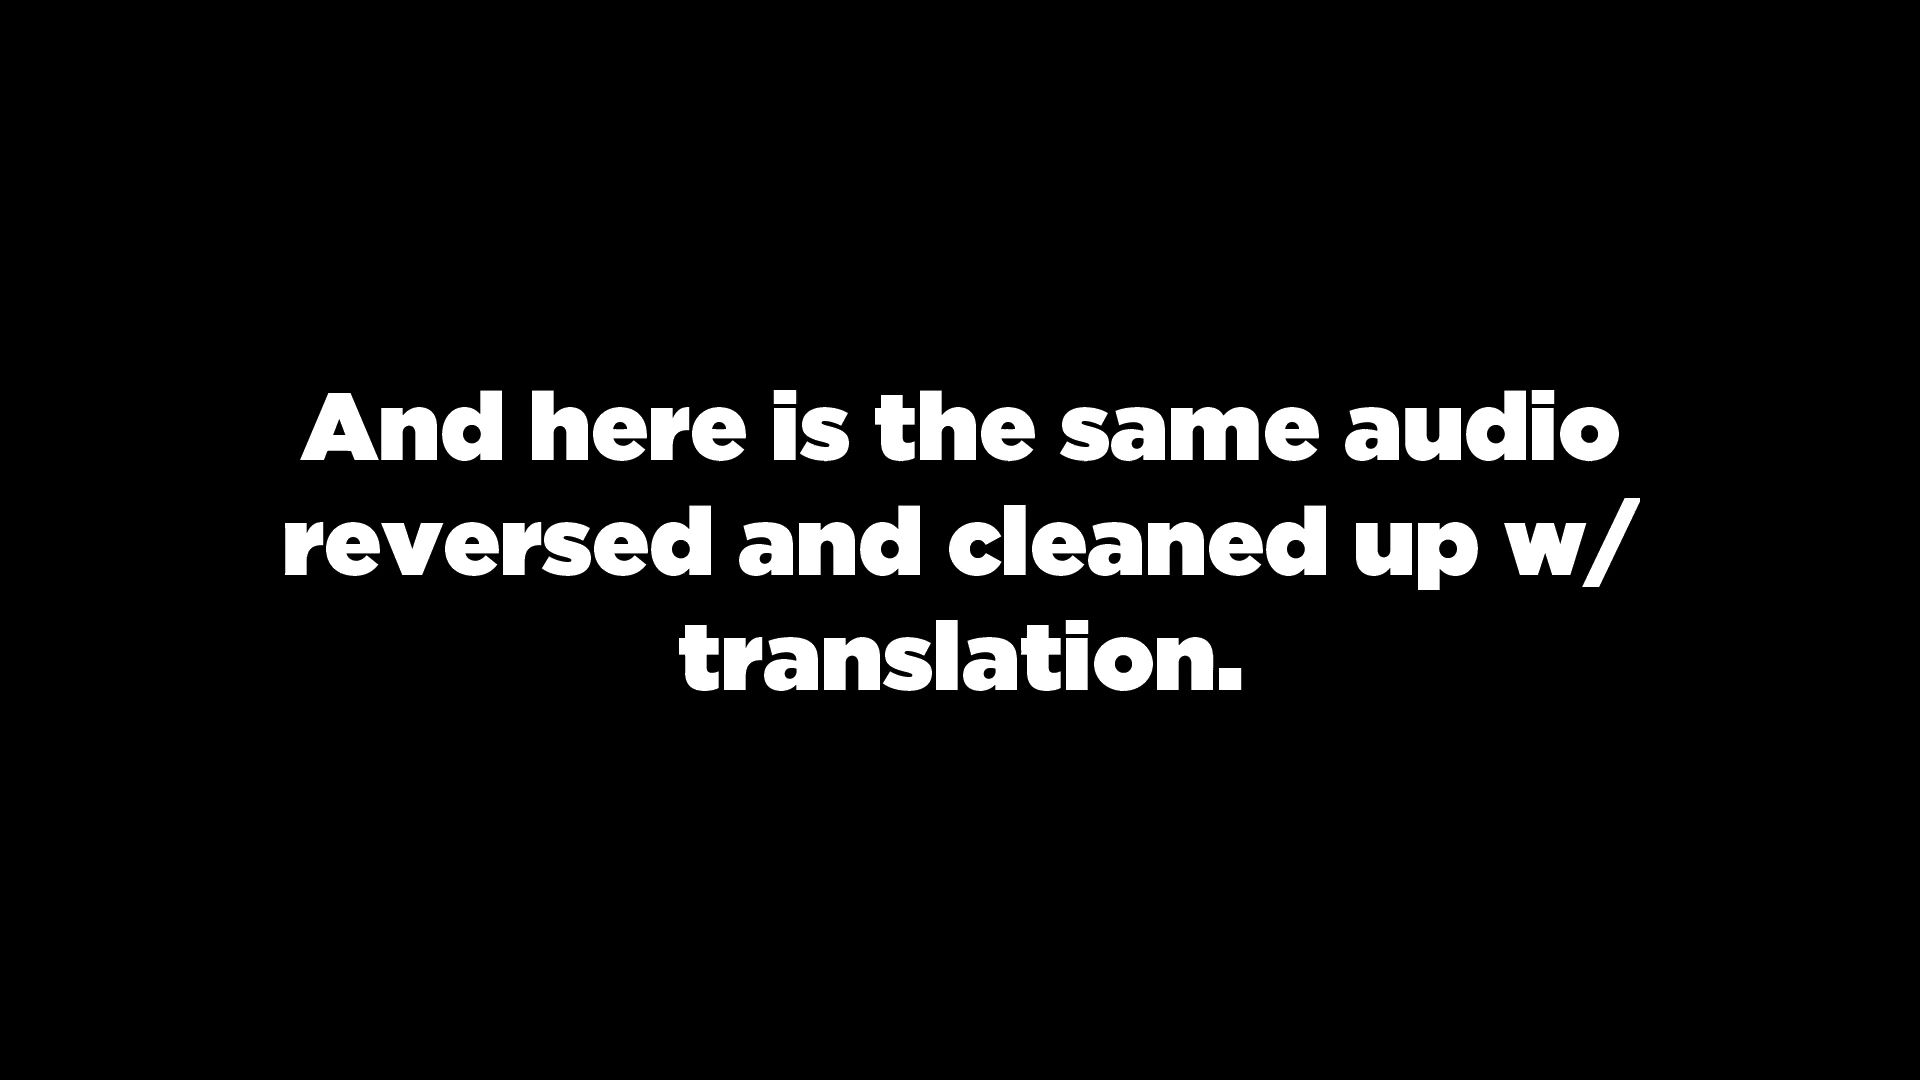 And here is the same audio
reversed and cleaned up w/
translation.